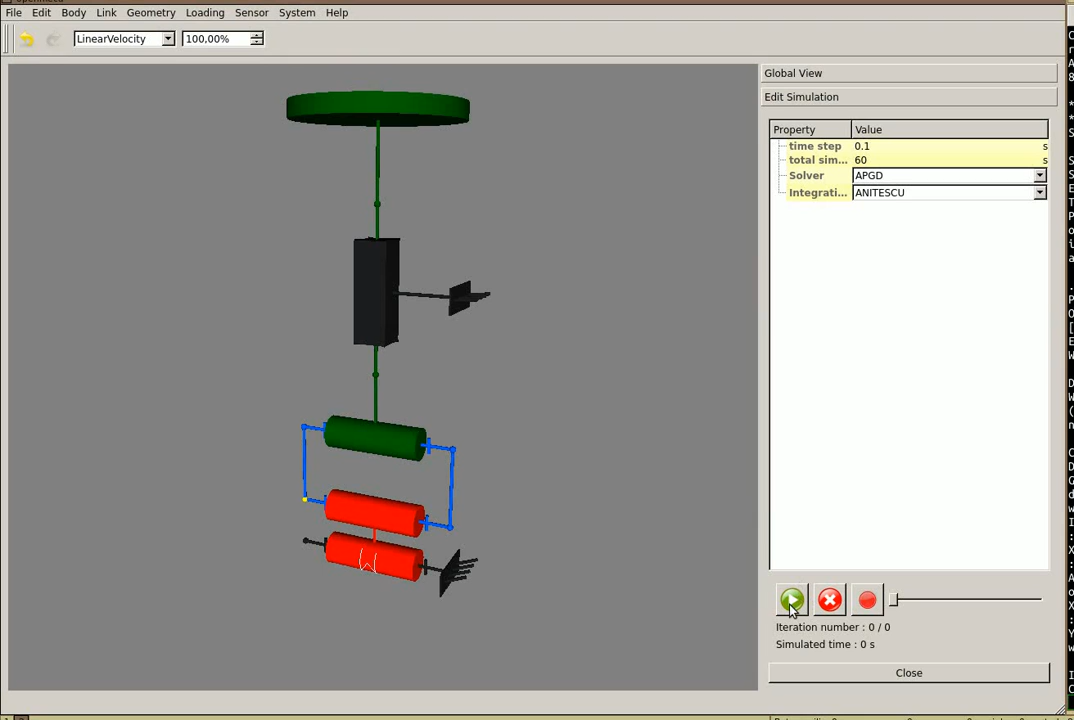 File Edit Body Link Geometry Loading Sensor System Help
LinearVelocity 100,00%
Global View
Edit Simulation
Property Value
time step 0.1 s
total sim... 60 s
Solver APGD
Integrati... ANITESCU
Iteration number : 0 / 0
Simulated time : 0 s
Close